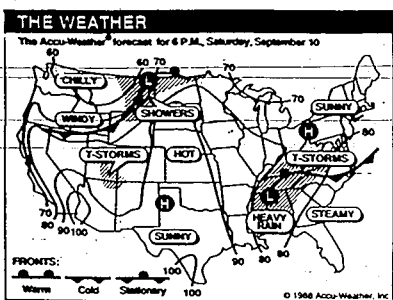 THE WEATHER
The Accu-Weather® forecast for 6 P.M., Saturday, September 10
60
60 70
70
70
CHILLY
L
SUNNY
WINDY
SHOWERS
H
80
T-STORMS
HOT
T-STORMS
H
L
70
80
90 100
HEAVY
RAIN
STEAMY
SUNNY
90
80
80
100
100
FRONTS:
Warm
Cold
Stationary
© 1988 Accu-Weather, Inc